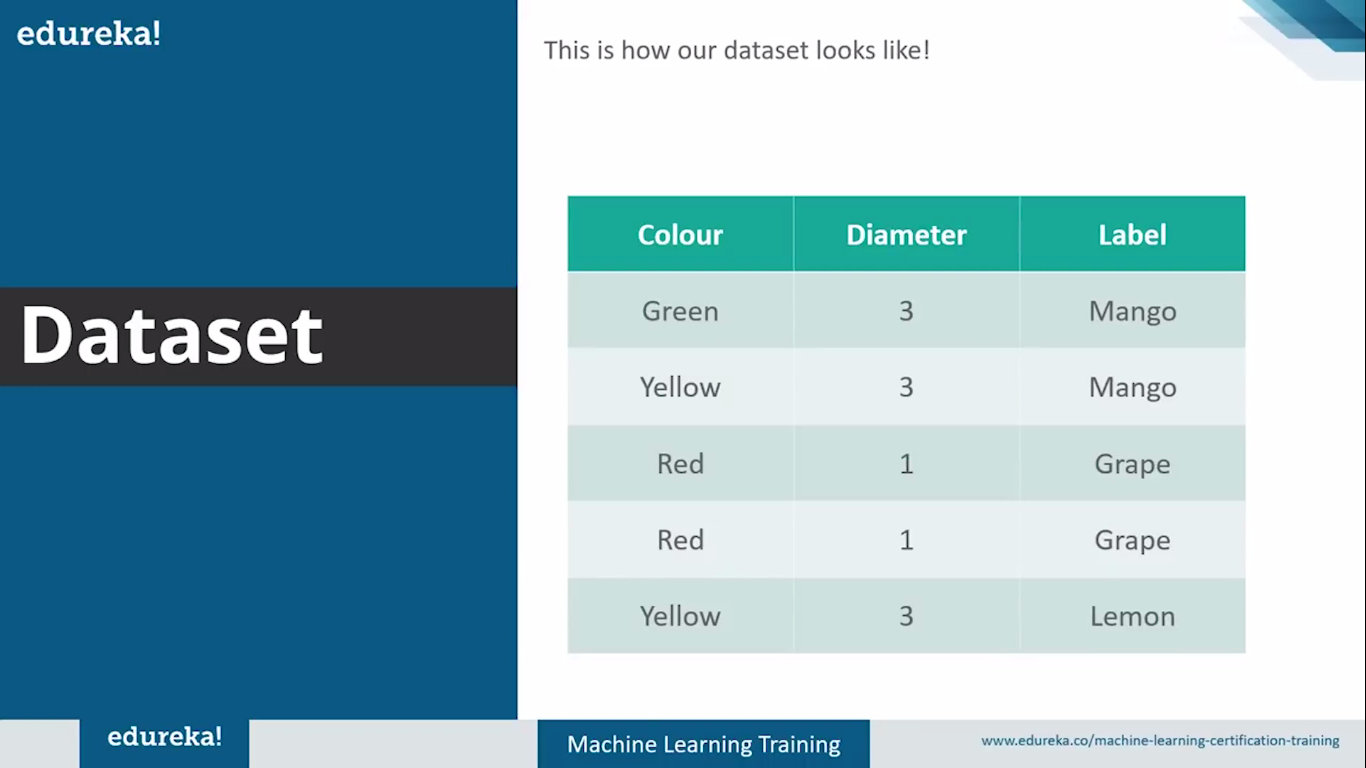 edureka!
This is how our dataset looks like!
Dataset
Colour Diameter Label
Green 3 Mango
Yellow 3 Mango
Red 1 Grape
Red 1 Grape
Yellow 3 Lemon
edureka!
Machine Learning Training
www.edureka.co/machine-learning-certification-training